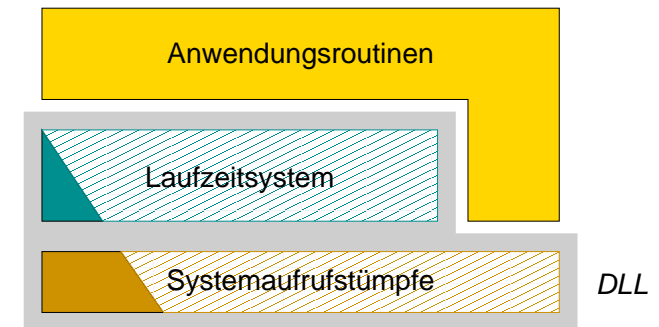 Anwendungsroutinen
Laufzeitsystem
Systemaufrufstümpfe
DLL